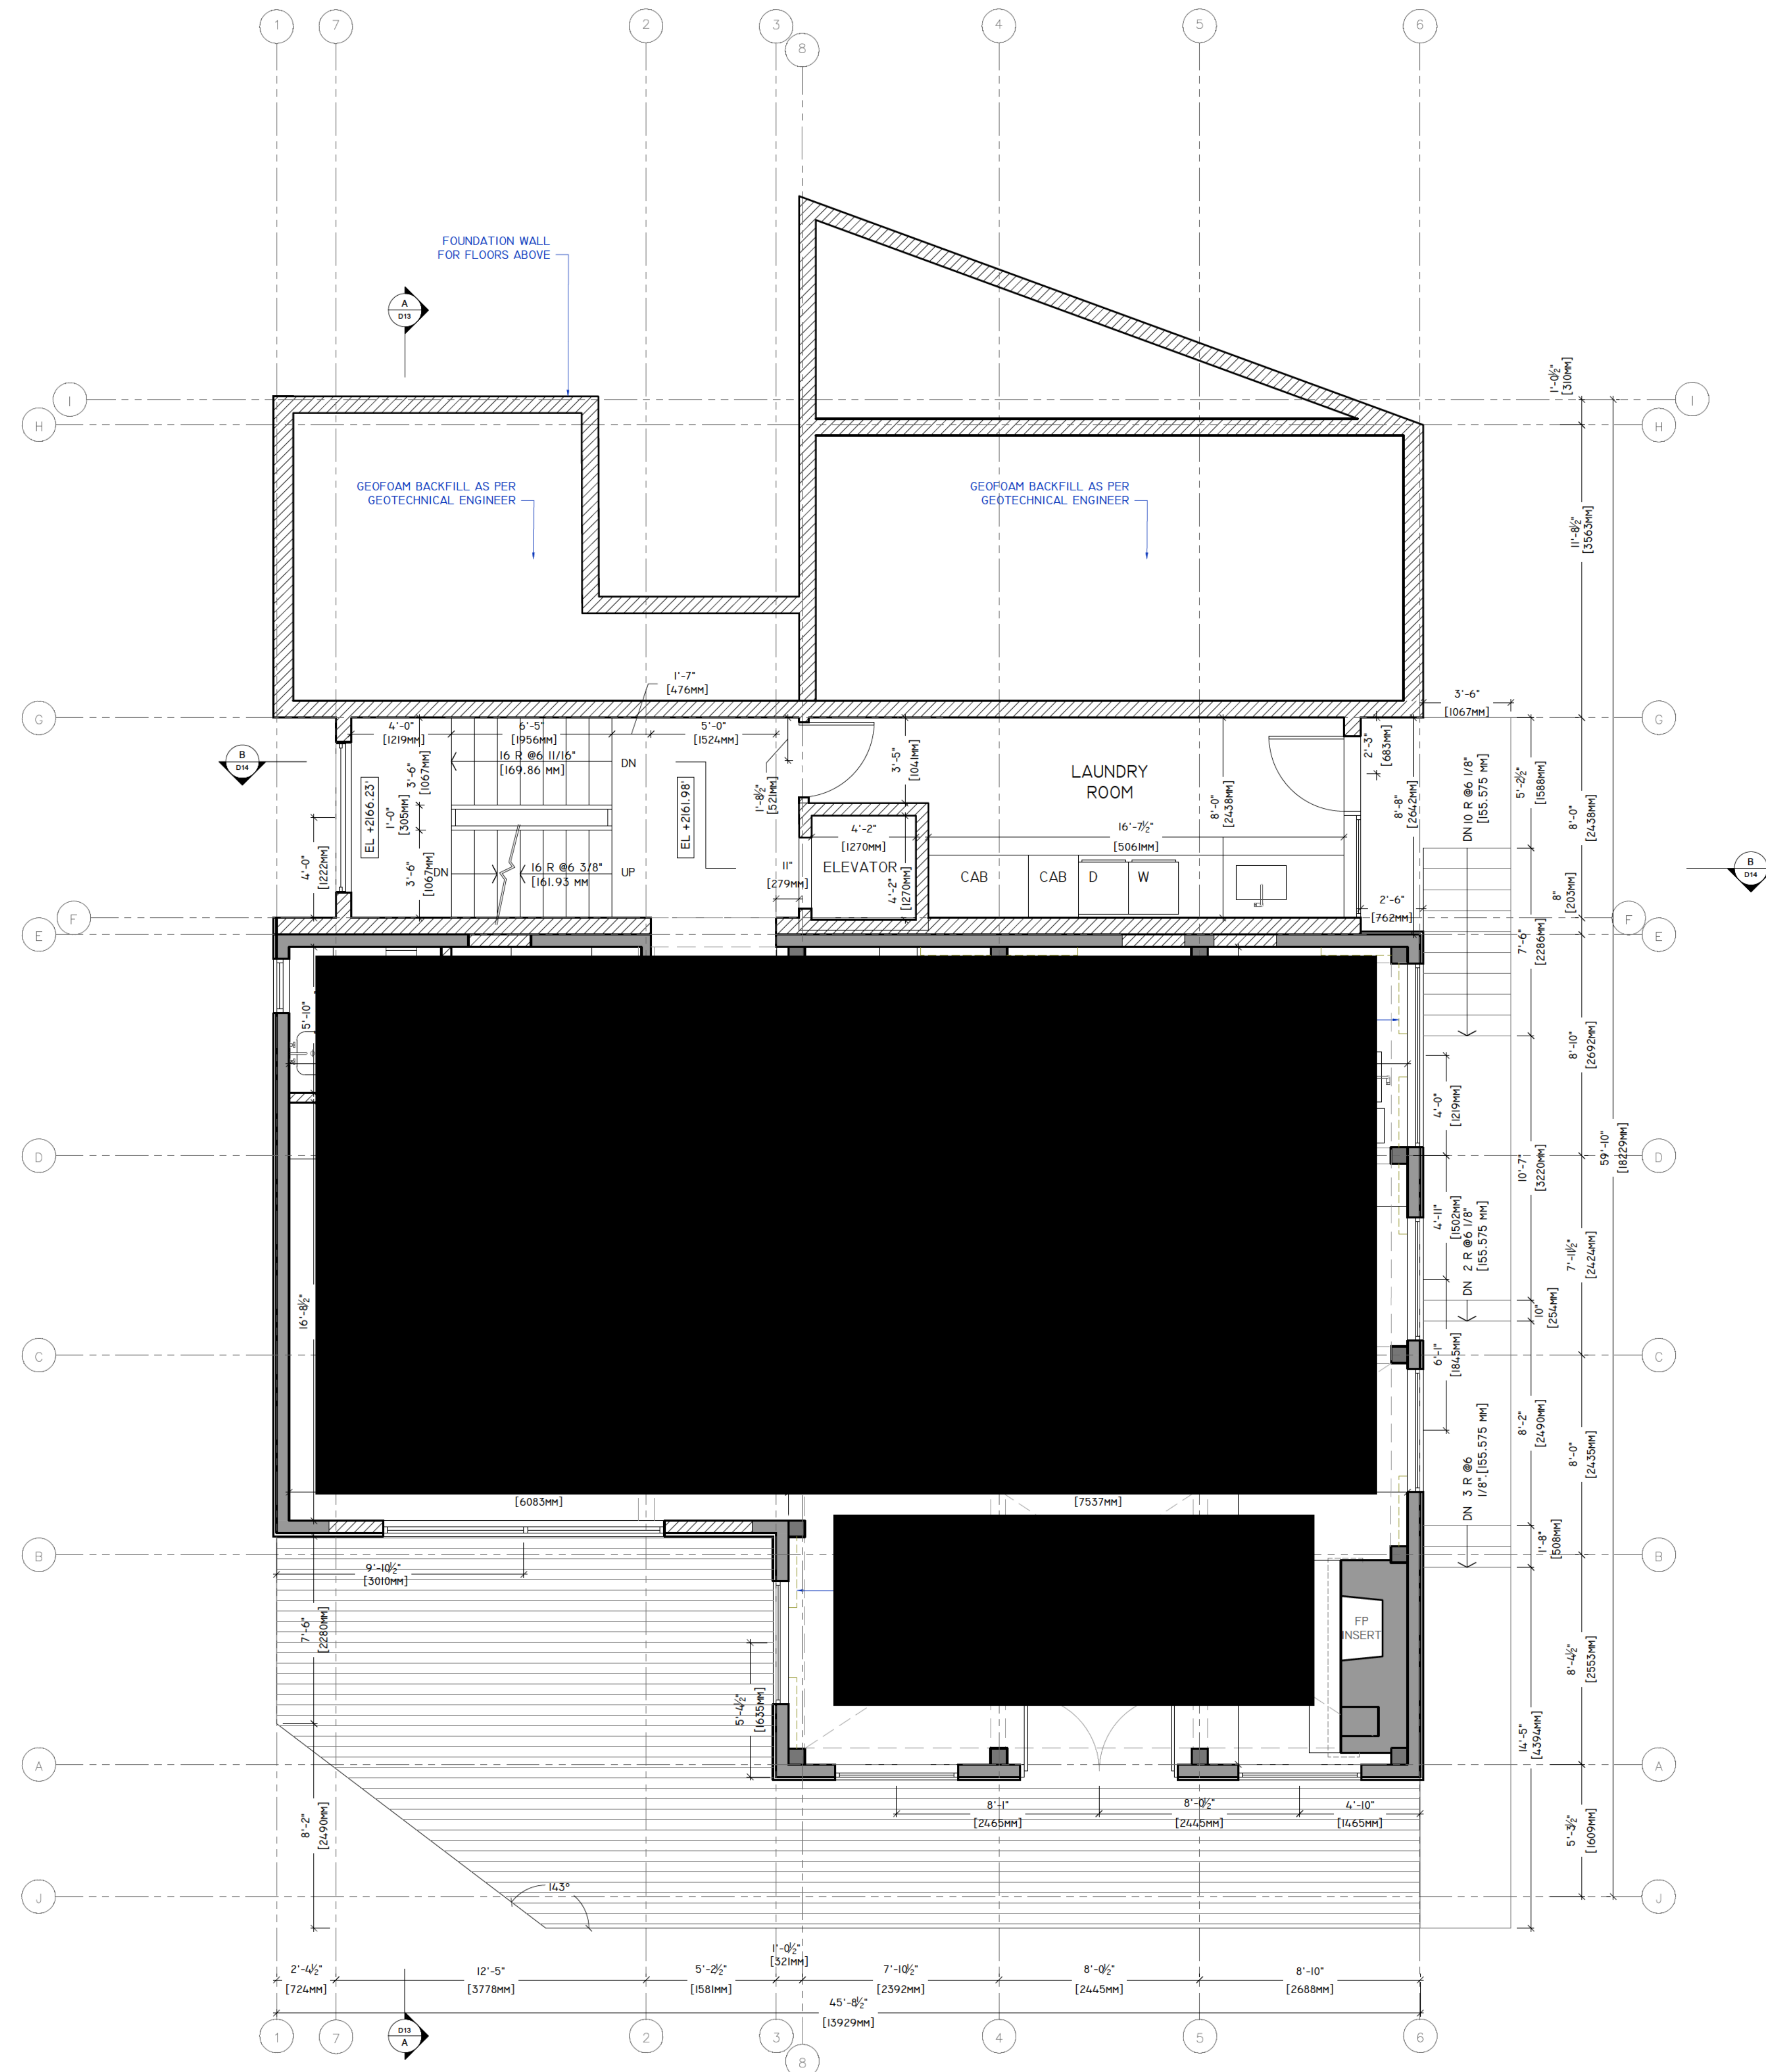 1
7
2
3
8
4
5
6
FOUNDATION WALL
FOR FLOORS ABOVE
A
D13
I
I
H
H
1'-0½"
[310MM]
GEOFOAM BACKFILL AS PER
GEOTECHNICAL ENGINEER
GEOFOAM BACKFILL AS PER
GEOTECHNICAL ENGINEER
11'-8½"
[3563MM]
1'-7"
[476MM]
3'-6"
[1067MM]
G
G
4'-0"
[1219MM]
6'-5"
[1956MM]
5'-0"
[1524MM]
B
D14
16 R @6 11/16"
[169.86 MM]
DN
3'-6"
[1067MM]
1'-0"
[305MM]
3'-6"
[1067MM]
EL +2166.23'
EL +2161.98'
4'-0"
[1222MM]
DN
16 R @6 3/8"
[161.93 MM
UP
1'-8½"
[521MM]
3'-5"
[1041MM]
LAUNDRY
ROOM
8'-0"
[2438MM]
2'-3"
[683MM]
8'-8"
[2642MM]
DN 10 R @6 1/8"
[155.575 MM]
5'-2½"
[1588MM]
8'-0"
[2438MM]
4'-2"
[1270MM]
ELEVATOR
4'-2"
[1270MM]
11"
[279MM]
16'-7½"
[5061MM]
CAB
CAB
D
W
2'-6"
[762MM]
8"
[203MM]
B
D14
F
F
E
E
7'-6"
[2286MM]
5'-10"
8'-10"
[2692MM]
4'-0"
[1219MM]
D
D
10'-7"
[3220MM]
59'-10"
[18229MM]
4'-11"
[1502MM]
DN 2 R @6 1/8"
[155.575 MM]
7'-11½"
[2424MM]
16'-8½"
10"
[254MM]
C
C
6'-1"
[1845MM]
8'-2"
[2490MM]
8'-0"
[2435MM]
DN 3 R @6
1/8" [155.575 MM]
[6083MM]
[7537MM]
1'-8"
[508MM]
B
B
9'-10½"
[3010MM]
7'-6"
[2280MM]
FP
INSERT
8'-4½"
[2553MM]
5'-4½"
[1635MM]
14'-5"
[4394MM]
A
A
8'-1"
[2465MM]
8'-0½"
[2445MM]
4'-10"
[1465MM]
8'-2"
[2490MM]
5'-3½"
[1609MM]
143°
J
J
1'-0½"
[321MM]
2'-4½"
[724MM]
12'-5"
[3778MM]
5'-2½"
[1581MM]
7'-10½"
[2392MM]
8'-0½"
[2445MM]
8'-10"
[2688MM]
45'-8½"
[13929MM]
1
7
D13
A
2
3
8
4
5
6